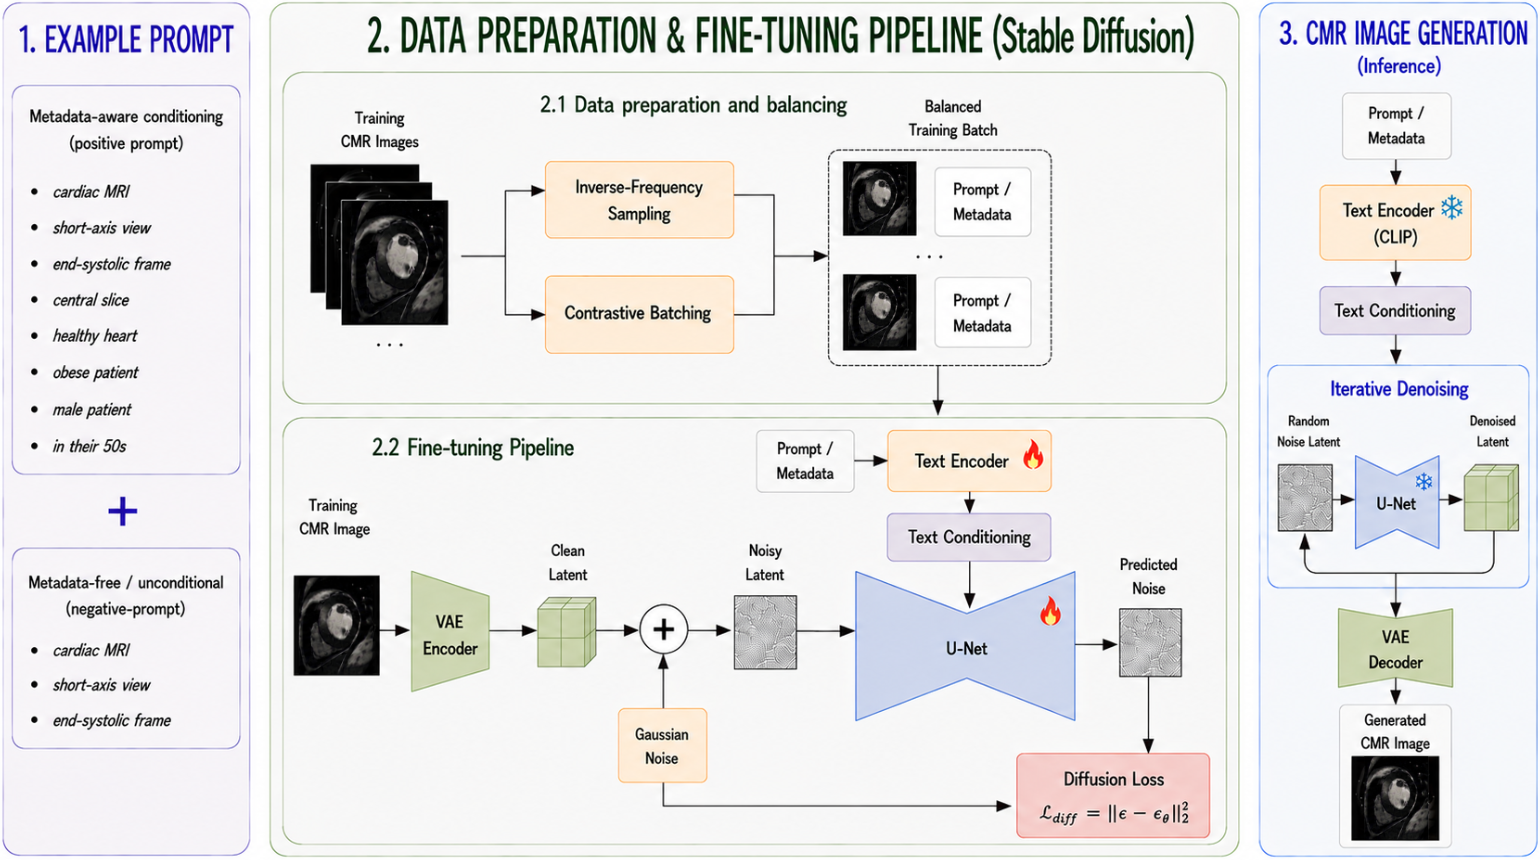 1. EXAMPLE PROMPT
Metadata-aware conditioning
(positive prompt)
• cardiac MRI
• short-axis view
• end-systolic frame
• central slice
• healthy heart
• obese patient
• male patient
• in their 50s
+
Metadata-free / unconditional
(negative-prompt)
• cardiac MRI
• short-axis view
• end-systolic frame
2. DATA PREPARATION & FINE-TUNING PIPELINE (Stable Diffusion)
2.1 Data preparation and balancing
Training
CMR Images
. . .
Inverse-Frequency
Sampling
Contrastive Batching
Balanced
Training Batch
Prompt /
Metadata
. . .
Prompt /
Metadata
2.2 Fine-tuning Pipeline
Prompt /
Metadata
Text Encoder
Text Conditioning
Training
CMR Image
VAE
Encoder
Clean
Latent
+
Gaussian
Noise
Noisy
Latent
U-Net
Predicted
Noise
Diffusion Loss
ℒ_diff = ||ϵ − ϵ_θ||₂²
3. CMR IMAGE GENERATION
(Inference)
Prompt /
Metadata
Text Encoder
(CLIP)
Text Conditioning
Iterative Denoising
Random
Noise Latent
U-Net
Denoised
Latent
VAE
Decoder
Generated
CMR Image